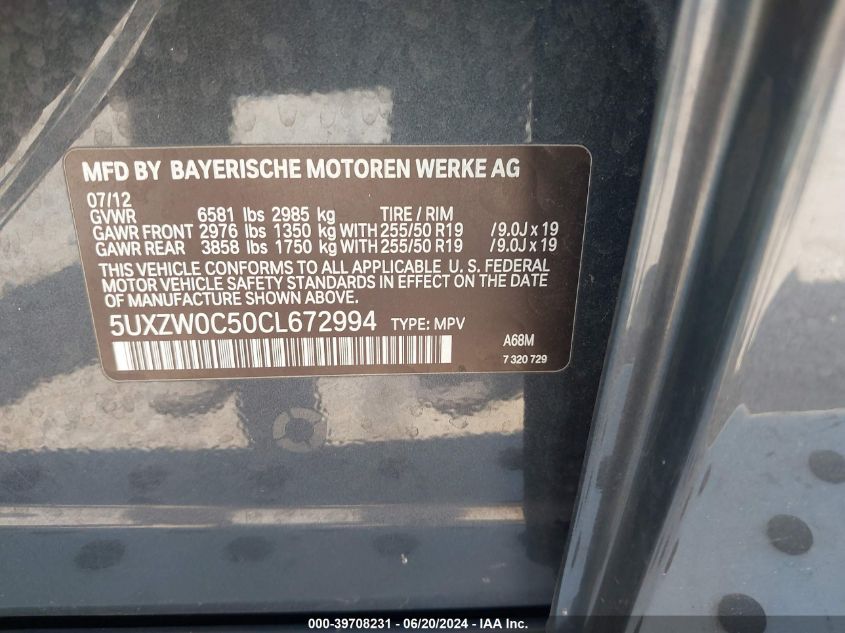 MFD BY BAYERISCHE MOTOREN WERKE AG
07/12
GVWR 6581 lbs 2985 kg TIRE / RIM
GAWR FRONT 2976 lbs 1350 kg WITH 255/50 R19 /9.0J x 19
GAWR REAR 3858 lbs 1750 kg WITH 255/50 R19 /9.0J x 19
THIS VEHICLE CONFORMS TO ALL APPLICABLE U. S. FEDERAL
MOTOR VEHICLE SAFETY STANDARDS IN EFFECT ON THE DATE
OF MANUFACTURE SHOWN ABOVE.
5UXZW0C50CL672994 TYPE: MPV
A68M
7 320 729
000-39708231 - 06/20/2024 - IAA, Inc.